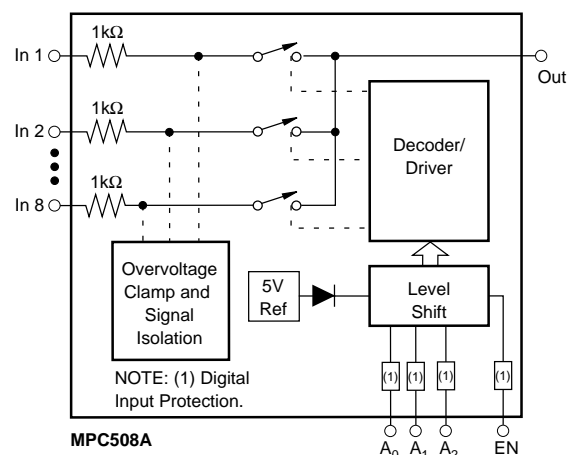 1kΩ
In 1
Out
1kΩ
In 2
Decoder/
Driver
1kΩ
In 8
Overvoltage
Clamp and
Signal
Isolation
5V
Ref
Level
Shift
(1)
(1)
(1)
(1)
NOTE: (1) Digital
Input Protection.
MPC508A
A₀ A₁ A₂ EN